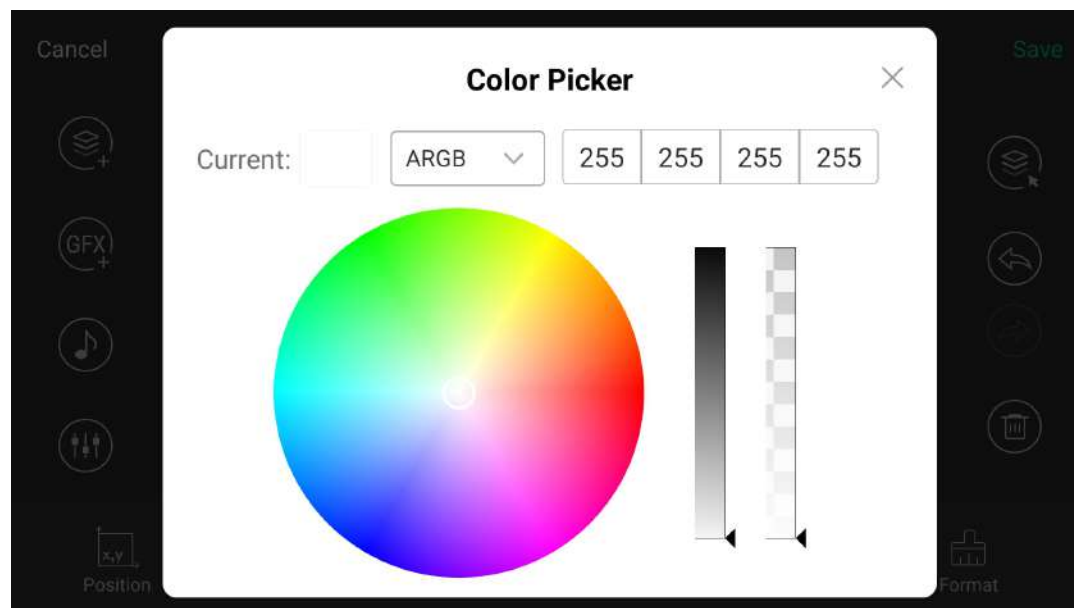 Cancel
Color Picker
Save
Current:
ARGB
255
255
255
255
GFX
x,y
Position
Format